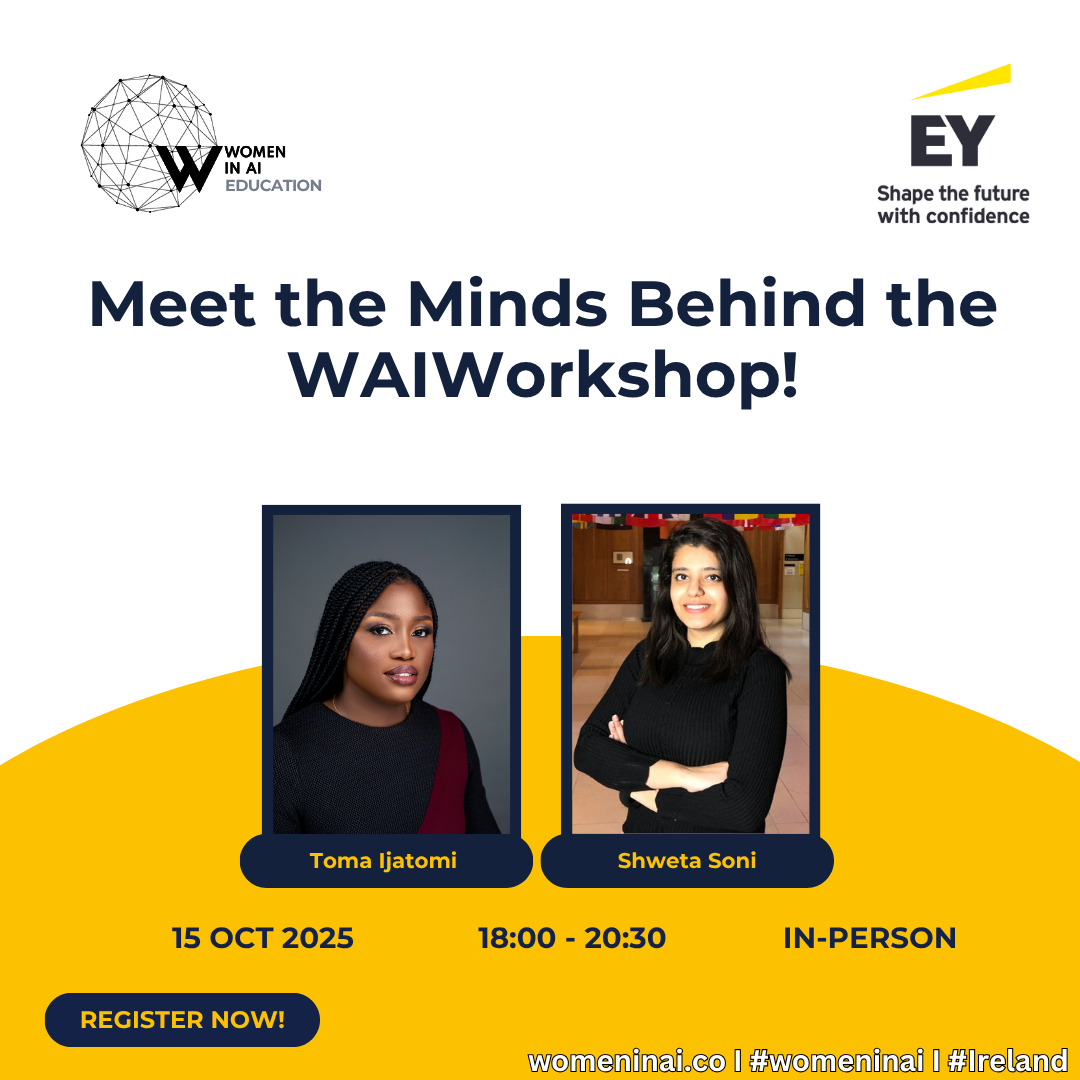 WOMEN
IN AI
EDUCATION
EY
Shape the future
with confidence
Meet the Minds Behind the
WAIWorkshop!
Toma Ijatomi
Shweta Soni
15 OCT 2025
18:00 - 20:30
IN-PERSON
REGISTER NOW!
womeninai.co I #womeninai I #Ireland